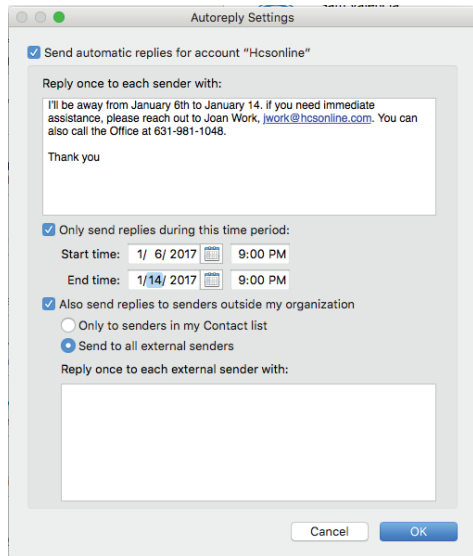 Autoreply Settings
Send automatic replies for account “Hcsonline”
Reply once to each sender with:
I'll be away from January 6th to January 14. if you need immediate
assistance, please reach out to Joan Work, jwork@hcsonline.com. You can
also call the Office at 631-981-1048.
Thank you
Only send replies during this time period:
Start time: 1/ 6/ 2017 9:00 PM
End time: 1/14/ 2017 9:00 PM
Also send replies to senders outside my organization
Only to senders in my Contact list
Send to all external senders
Reply once to each external sender with:
Cancel OK